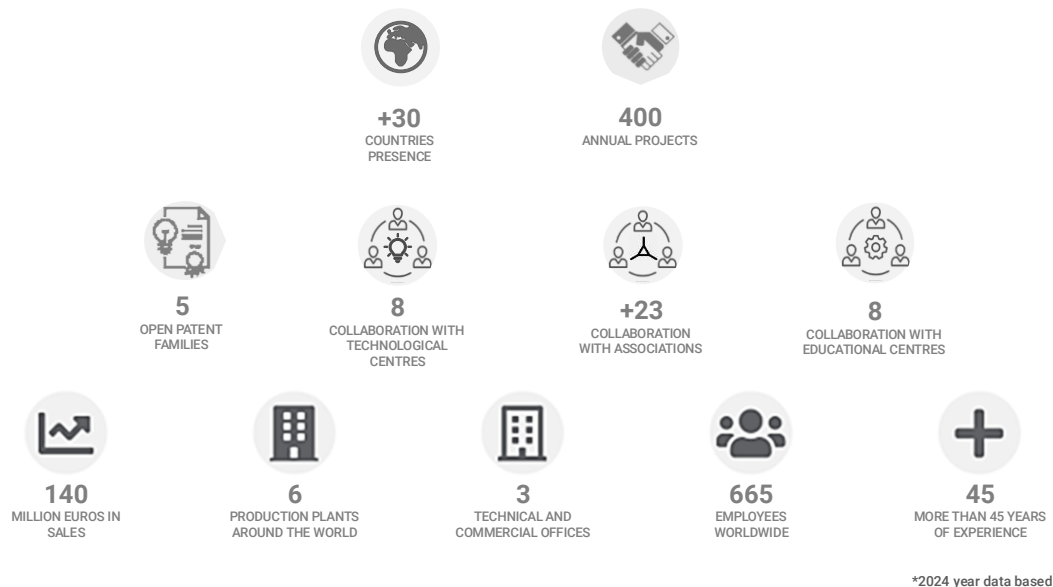 +30
COUNTRIES
PRESENCE
400
ANNUAL PROJECTS
5
OPEN PATENT
FAMILIES
8
COLLABORATION WITH
TECHNOLOGICAL
CENTRES
+23
COLLABORATION
WITH ASSOCIATIONS
8
COLLABORATION WITH
EDUCATIONAL CENTRES
140
MILLION EUROS IN
SALES
6
PRODUCTION PLANTS
AROUND THE WORLD
3
TECHNICAL AND
COMMERCIAL OFFICES
665
EMPLOYEES
WORLDWIDE
45
MORE THAN 45 YEARS
OF EXPERIENCE
*2024 year data based